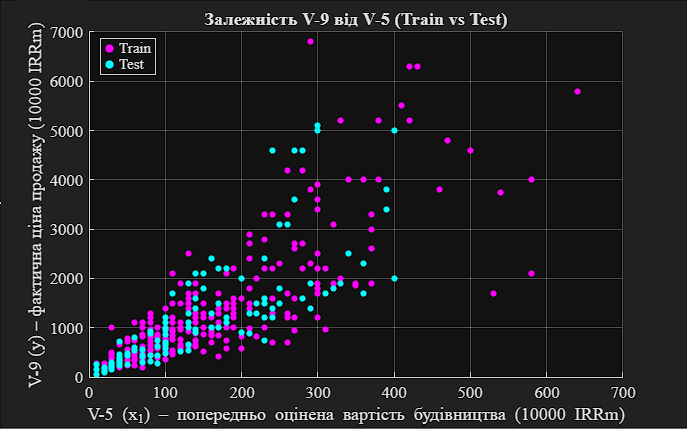 Залежність V-9 від V-5 (Train vs Test)
Train
Test
V-9 (y) – фактична ціна продажу (10000 IRRm)
7000
6000
5000
4000
3000
2000
1000
0
0 100 200 300 400 500 600 700
V-5 (x₁) – попередньо оцінена вартість будівництва (10000 IRRm)